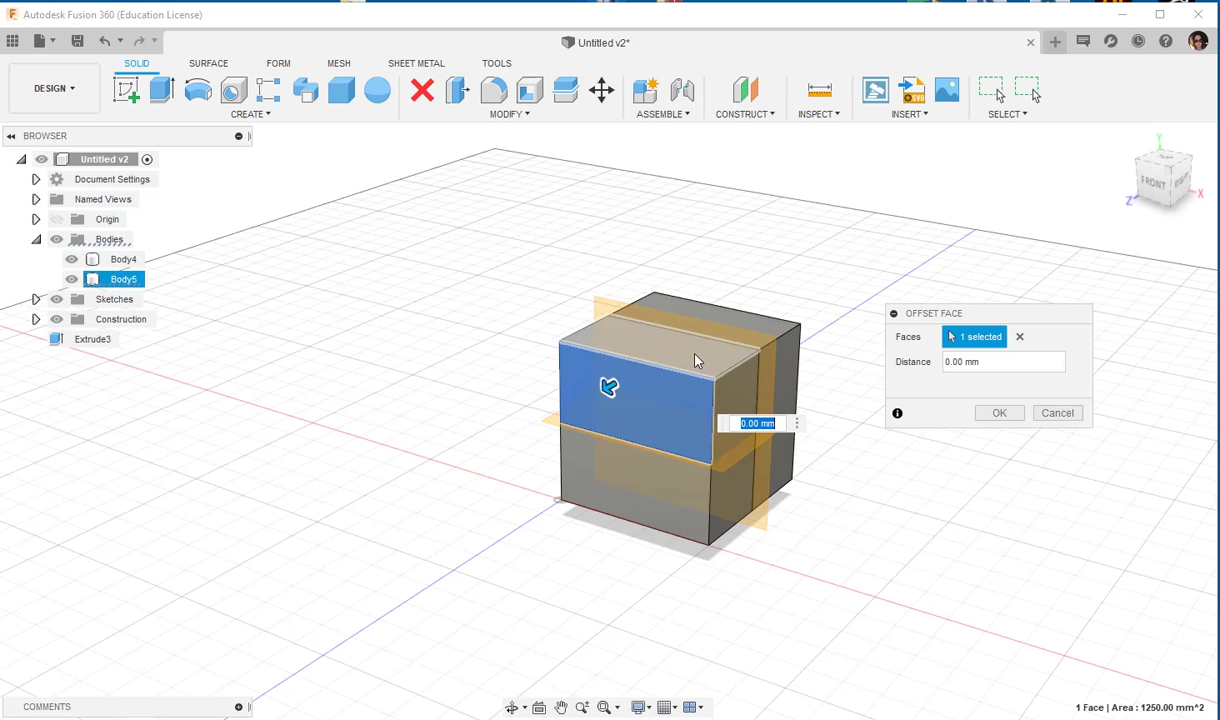 Autodesk Fusion 360 (Education License)
Untitled v2*
DESIGN
SOLID
SURFACE
FORM
MESH
SHEET METAL
TOOLS
CREATE
MODIFY
ASSEMBLE
CONSTRUCT
INSPECT
INSERT
SELECT
BROWSER
Untitled v2
Document Settings
Named Views
Origin
Bodies
Body4
Body5
Sketches
Construction
Extrude3
Y
FRONT
RIGHT
X
Z
OFFSET FACE
Faces 1 selected
Distance 0.00 mm
OK Cancel
0.00 mm
COMMENTS
1 Face | Area : 1250.00 mm^2